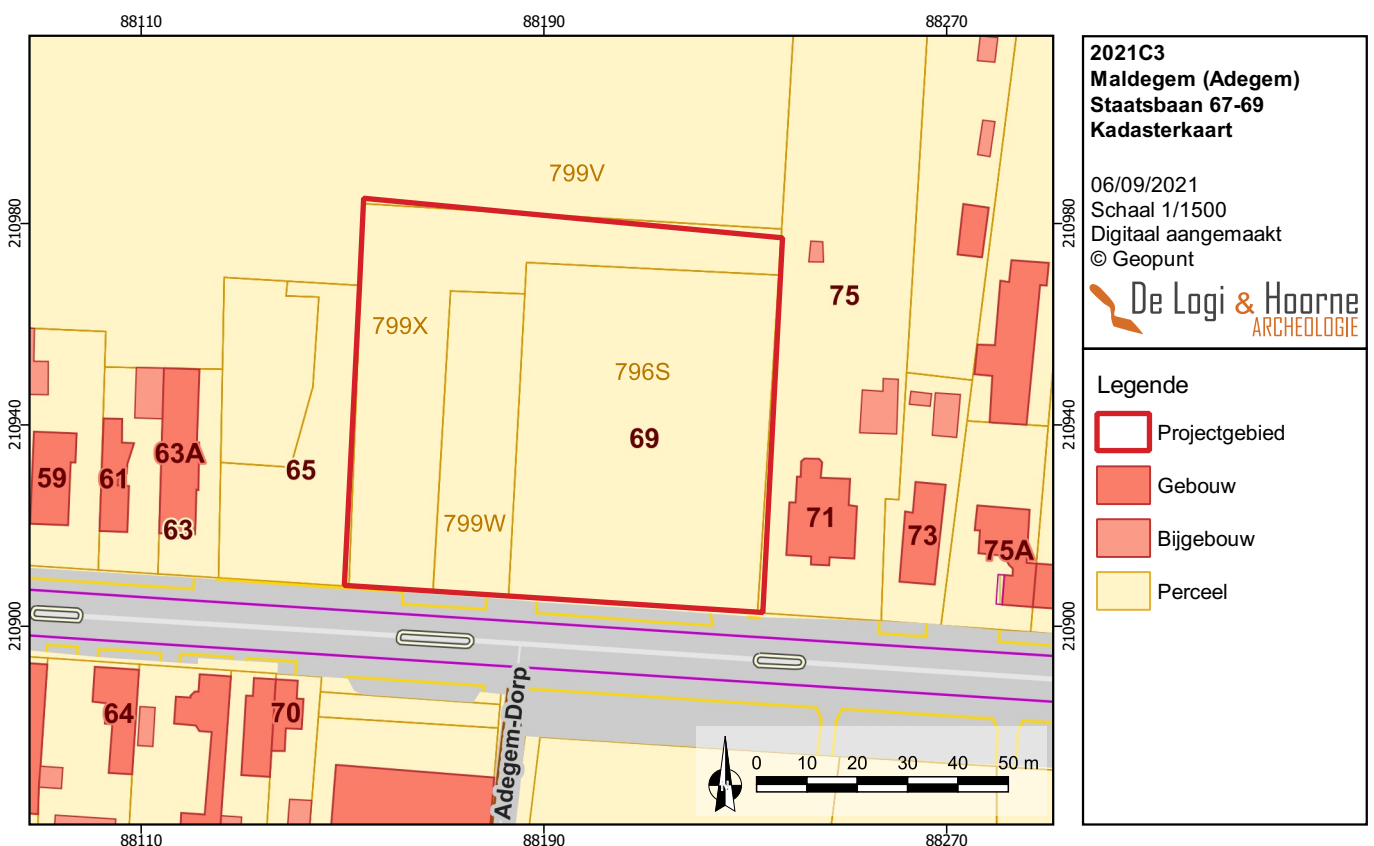 88110 88190 88270
210980 210980
210940 210940
210900 210900
799V
75
799X
796S
69
63A
59 61 65
799W
63
71
73
75A
64 70
Adegem-Dorp
0 10 20 30 40 50 m
88110 88190 88270
2021C3
Maldegem (Adegem)
Staatsbaan 67-69
Kadasterkaart
06/09/2021
Schaal 1/1500
Digitaal aangemaakt
© Geopunt
De Logi & Hoorne
ARCHEOLOGIE
Legende
Projectgebied
Gebouw
Bijgebouw
Perceel